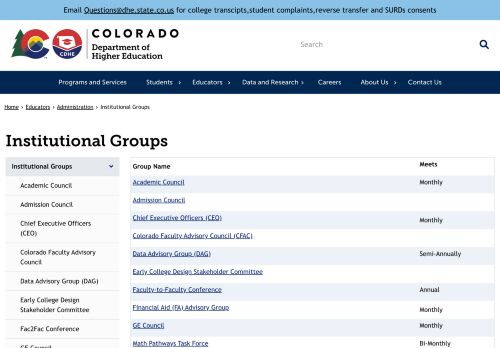 Email Questions@dhe.state.co.us for college transcipts,student complaints,reverse transfer and SURDs consents
C
CDHE
COLORADO
Department of
Higher Education
Search
Programs and Services Students Educators Data and Research Careers About Us Contact Us
Home › Educators › Administration › Institutional Groups
Institutional Groups
Institutional Groups
Academic Council
Admission Council
Chief Executive Officers
(CEO)
Colorado Faculty Advisory
Council
Data Advisory Group (DAG)
Early College Design
Stakeholder Committee
Fac2Fac Conference
GE Council
Group Name Meets
Academic Council Monthly
Admission Council
Chief Executive Officers (CEO) Monthly
Colorado Faculty Advisory Council (CFAC)
Data Advisory Group (DAG) Semi-Annually
Early College Design Stakeholder Committee
Faculty-to-Faculty Conference Annual
Financial Aid (FA) Advisory Group Monthly
GE Council Monthly
Math Pathways Task Force Bi-Monthly